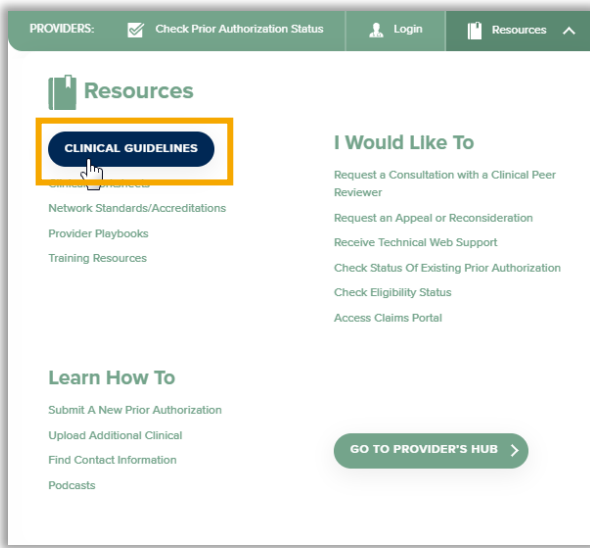 PROVIDERS: Check Prior Authorization Status Login Resources
Resources
CLINICAL GUIDELINES
Network Standards/Accreditations
Provider Playbooks
Training Resources
I Would Like To
Request a Consultation with a Clinical Peer
Reviewer
Request an Appeal or Reconsideration
Receive Technical Web Support
Check Status Of Existing Prior Authorization
Check Eligibility Status
Access Claims Portal
Learn How To
Submit A New Prior Authorization
Upload Additional Clinical
Find Contact Information
Podcasts
GO TO PROVIDER'S HUB